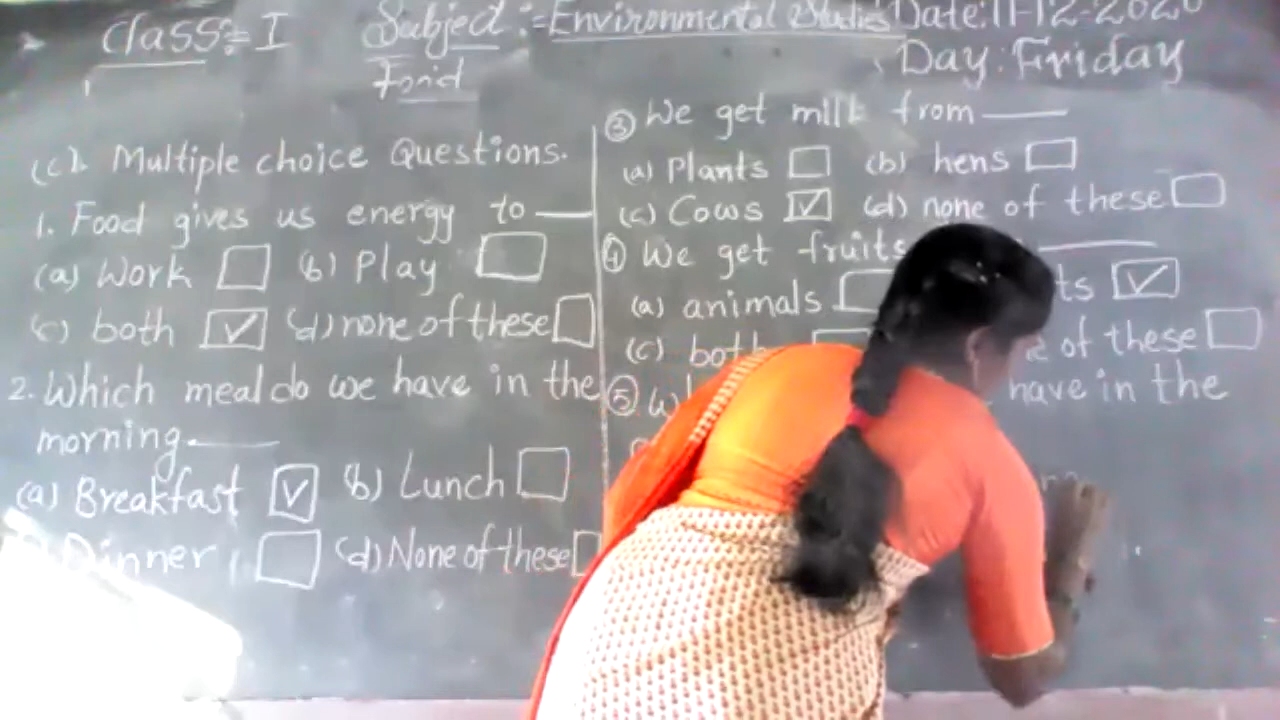 Class:- I
Subject :- Environmental Studies
Date: 11-12-2020
Day: Friday
Food
(c). Multiple choice Questions.
1. Food gives us energy to ___
(a) Work
(b) Play
(c) both ✓
(d) none of these
2. Which meal do we have in the
morning. ___
(a) Breakfast ✓
(b) Lunch
Dinner
(d) None of these
③ We get milk from ___
(a) Plants
(b) hens
(c) Cows ✓
(d) none of these
④ We get fruits ___
(a) animals
✓
(c) both
of these
⑤ have in the